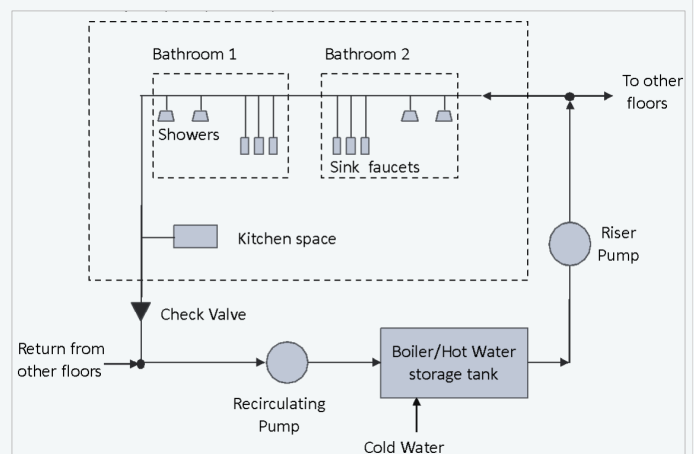 Bathroom 1
Bathroom 2
To other
floors
Showers
Sink faucets
Riser
Pump
Kitchen space
Check Valve
Return from
other floors
Boiler/Hot Water
storage tank
Recirculating
Pump
Cold Water